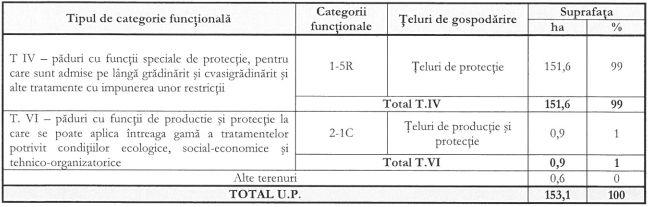 Tipul de categorie funcțională
Categorii
funcționale
Țeluri de gospodărire
Suprafața
ha
%
T IV – păduri cu funcții speciale de protecție, pentru
care sunt admise pe lângă grădinărit și cvasigrădinărit și
alte tratamente cu impunerea unor restricții
1-5R
Țeluri de protecție
151,6
99
Total T.IV
151,6
99
T. VI – păduri cu funcții de productie și protecție la
care se poate aplica întreaga gamă a tratamentelor
potrivit condițiilor ecologice, social-economice și
tehnico-organizatorice
2-1C
Țeluri de producție și
protecție
0,9
1
Total T.VI
0,9
1
Alte terenuri
0,6
0
TOTAL U.P.
153,1
100